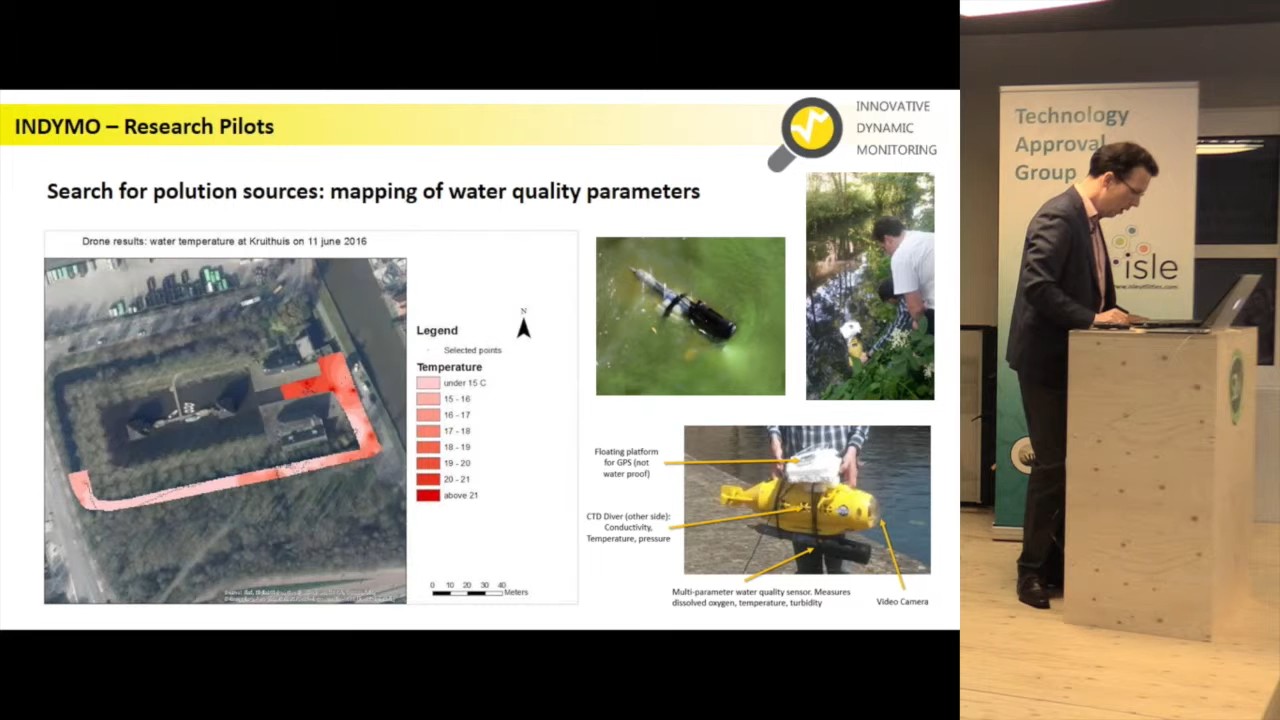 INDYMO – Research Pilots
INNOVATIVE
DYNAMIC
MONITORING
Search for polution sources: mapping of water quality parameters
Drone results: water temperature at Kruithuis on 11 june 2016
N
Legend
Selected points
Temperature
under 15 C
15 - 16
16 - 17
17 - 18
18 - 19
19 - 20
20 - 21
above 21
0 10 20 30 40
Meters
Floating platform
for GPS (not
water proof)
CTD Diver (other side):
Conductivity,
Temperature, pressure
Multi-parameter water quality sensor. Measures
dissolved oxygen, temperature, turbidity
Video Camera
Technology
Approval
Group
isle
www.isleutilities.com